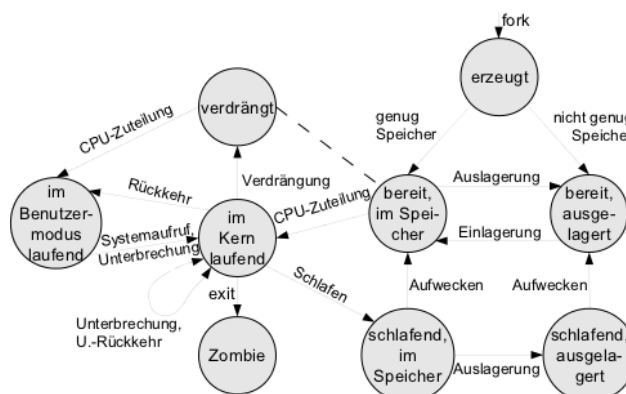 fork
erzeugt
verdrängt
CPU-Zuteilung
genug
Speicher
nicht genug
Speicher
Rückkehr
Verdrängung
CPU-Zuteilung
Auslagerung
im
Benutzer-
modus
laufend
Systemaufruf,
Unterbrechung
im
Kern
laufend
bereit,
im Spei-
cher
bereit,
ausge-
lagert
Einlagerung
Schlafen
Aufwecken
Aufwecken
exit
Unterbrechung,
U.-Rückkehr
Zombie
schlafend,
im
Speicher
Auslagerung
schlafend,
ausgela-
gert